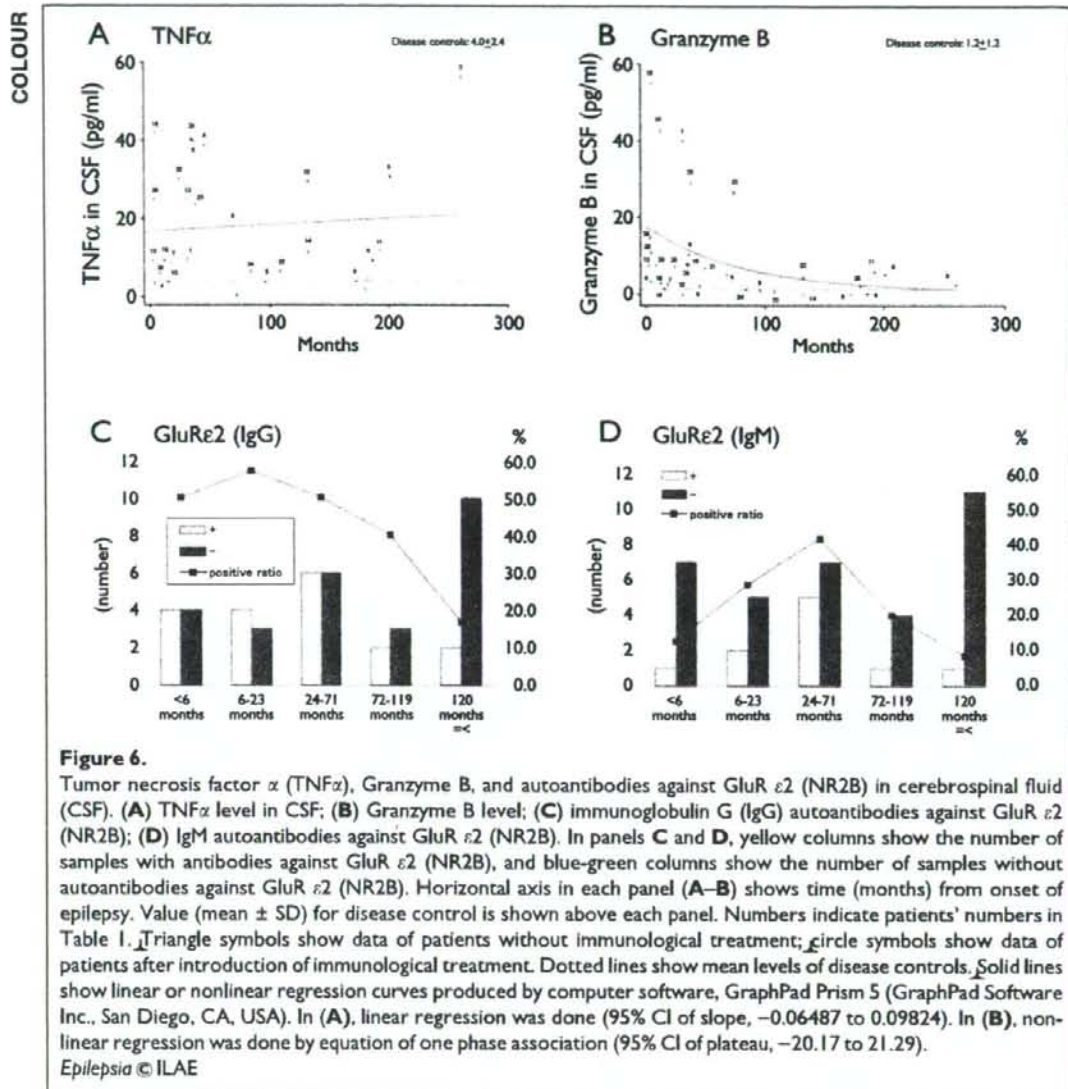 COLOUR
A TNFα
Disease controls: 4.0±2.4
B Granzyme B
Disease controls: 1.2±1.2
TNFα in CSF (pg/ml)
60
40
20
0
0 100 200 300
Months
Granzyme B in CSF (pg/ml)
60
40
20
0
0 100 200 300
Months
C GluRε2 (IgG)
%
(number)
12
10
8
6
4
2
0
+
−
positive ratio
60.0
50.0
40.0
30.0
20.0
10.0
0.0
<6 months
6-23 months
24-71 months
72-119 months
120 months =<
D GluRε2 (IgM)
%
(number)
12
10
8
6
4
2
0
+
−
positive ratio
60.0
50.0
40.0
30.0
20.0
10.0
0.0
<6 months
6-23 months
24-71 months
72-119 months
120 months =<
Figure 6.
Tumor necrosis factor α (TNFα), Granzyme B, and autoantibodies against GluR ε2 (NR2B) in cerebrospinal fluid
(CSF). (A) TNFα level in CSF; (B) Granzyme B level; (C) immunoglobulin G (IgG) autoantibodies against GluR ε2
(NR2B); (D) IgM autoantibodies against GluR ε2 (NR2B). In panels C and D, yellow columns show the number of
samples with antibodies against GluR ε2 (NR2B), and blue-green columns show the number of samples without
autoantibodies against GluR ε2 (NR2B). Horizontal axis in each panel (A–B) shows time (months) from onset of
epilepsy. Value (mean ± SD) for disease control is shown above each panel. Numbers indicate patients' numbers in
Table 1. Triangle symbols show data of patients without immunological treatment; circle symbols show data of
patients after introduction of immunological treatment. Dotted lines show mean levels of disease controls. Solid lines
show linear or nonlinear regression curves produced by computer software, GraphPad Prism 5 (GraphPad Software
Inc., San Diego, CA, USA). In (A), linear regression was done (95% CI of slope, −0.06487 to 0.09824). In (B), non-
linear regression was done by equation of one phase association (95% CI of plateau, −20.17 to 21.29).
Epilepsia © ILAE